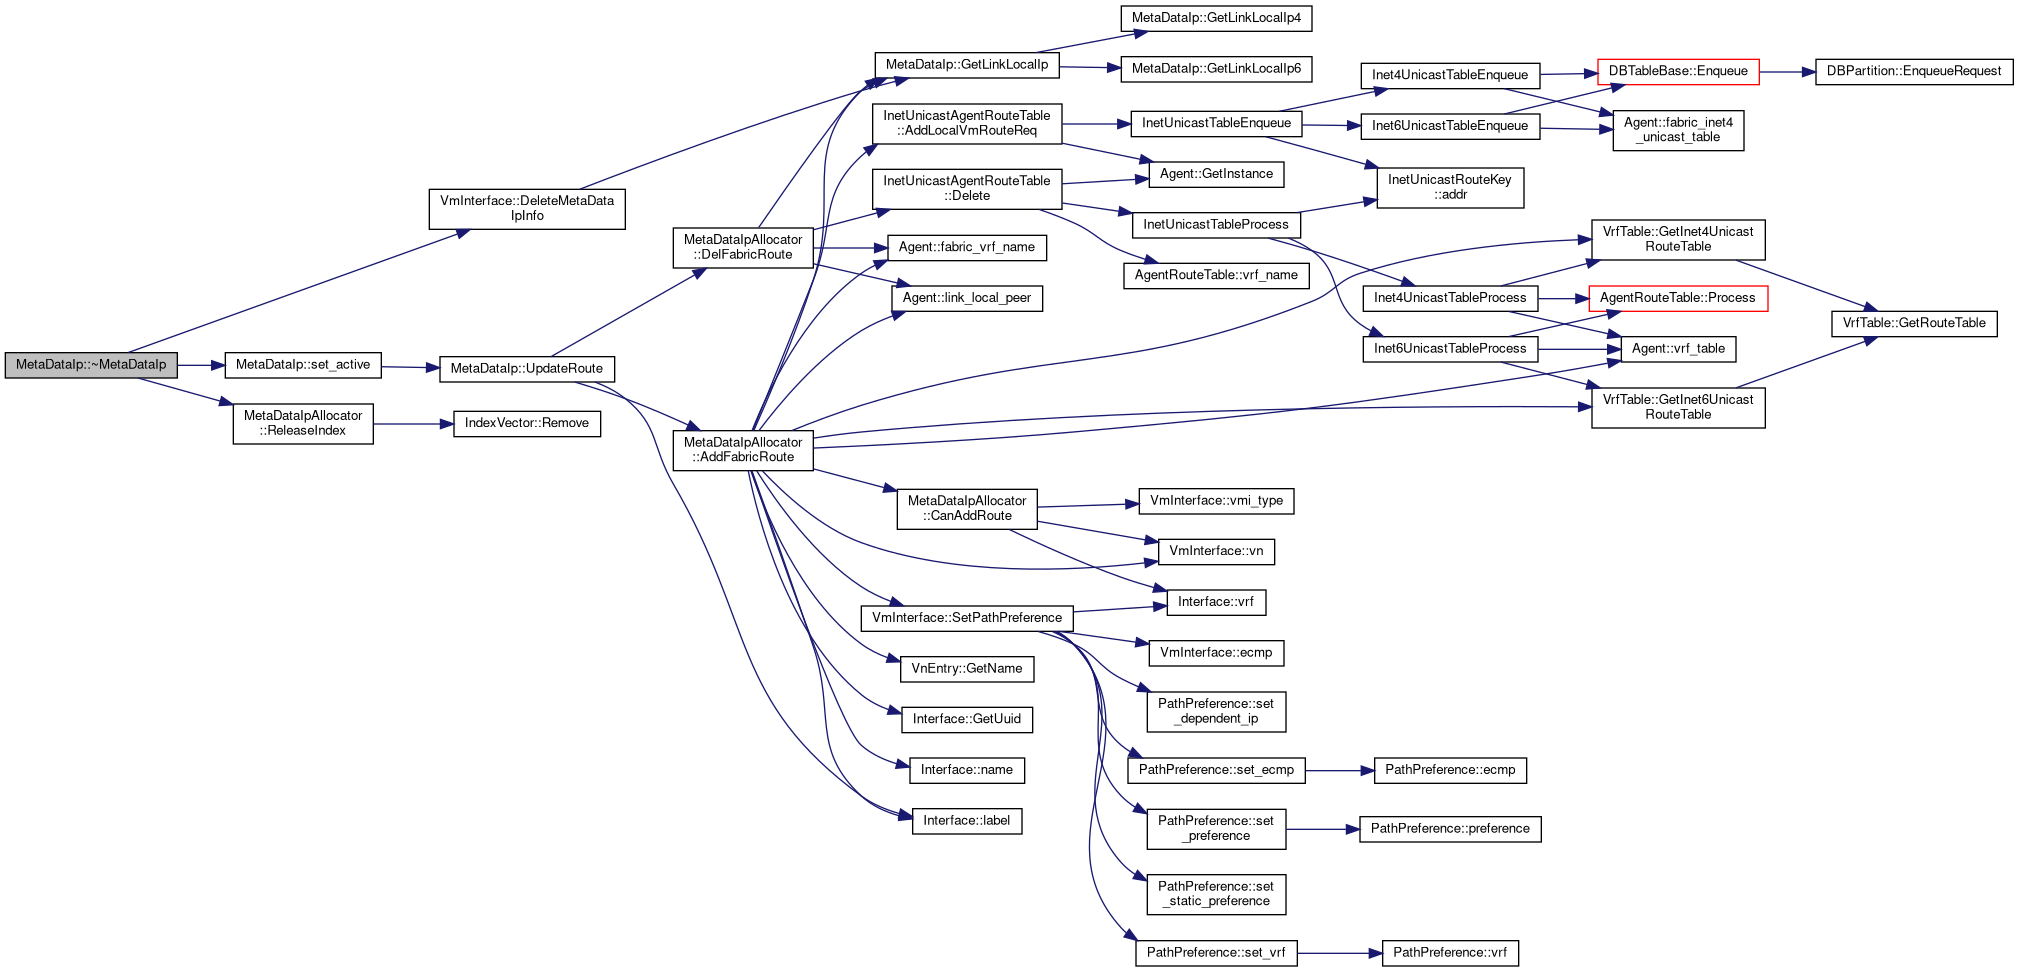 MetaDataIp::~MetaDataIp
VmInterface::DeleteMetaData
IpInfo
MetaDataIp::set_active
MetaDataIpAllocator
::ReleaseIndex
MetaDataIp::UpdateRoute
IndexVector::Remove
MetaDataIpAllocator
::DelFabricRoute
MetaDataIpAllocator
::AddFabricRoute
MetaDataIp::GetLinkLocalIp
InetUnicastAgentRouteTable
::AddLocalVmRouteReq
InetUnicastAgentRouteTable
::Delete
Agent::fabric_vrf_name
Agent::link_local_peer
MetaDataIpAllocator
::CanAddRoute
VmInterface::SetPathPreference
VnEntry::GetName
Interface::GetUuid
Interface::name
Interface::label
MetaDataIp::GetLinkLocalIp4
MetaDataIp::GetLinkLocalIp6
InetUnicastTableEnqueue
Agent::GetInstance
InetUnicastTableProcess
AgentRouteTable::vrf_name
VmInterface::vmi_type
VmInterface::vn
Interface::vrf
VmInterface::ecmp
PathPreference::set
_dependent_ip
PathPreference::set_ecmp
PathPreference::set
_preference
PathPreference::set
_static_preference
PathPreference::set_vrf
Inet4UnicastTableEnqueue
Inet6UnicastTableEnqueue
InetUnicastRouteKey
::addr
Inet4UnicastTableProcess
Inet6UnicastTableProcess
PathPreference::ecmp
PathPreference::preference
PathPreference::vrf
DBTableBase::Enqueue
Agent::fabric_inet4
_unicast_table
VrfTable::GetInet4Unicast
RouteTable
AgentRouteTable::Process
Agent::vrf_table
VrfTable::GetInet6Unicast
RouteTable
DBPartition::EnqueueRequest
VrfTable::GetRouteTable